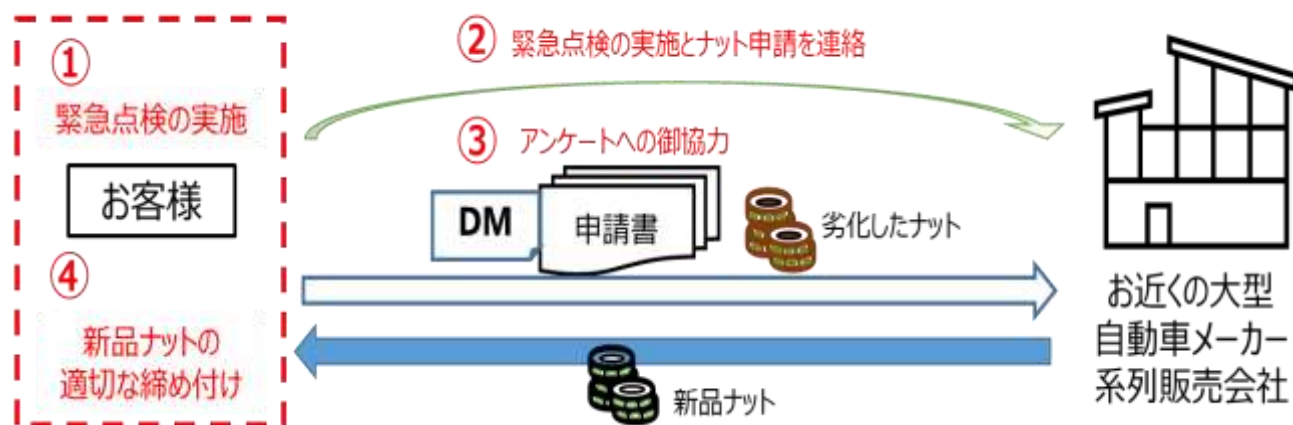 ①
緊急点検の実施
お客様
④
新品ナットの
適切な締め付け
② 緊急点検の実施とナット申請を連絡
③ アンケートへの御協力
DM
申請書
劣化したナット
新品ナット
お近くの大型
自動車メーカー
系列販売会社